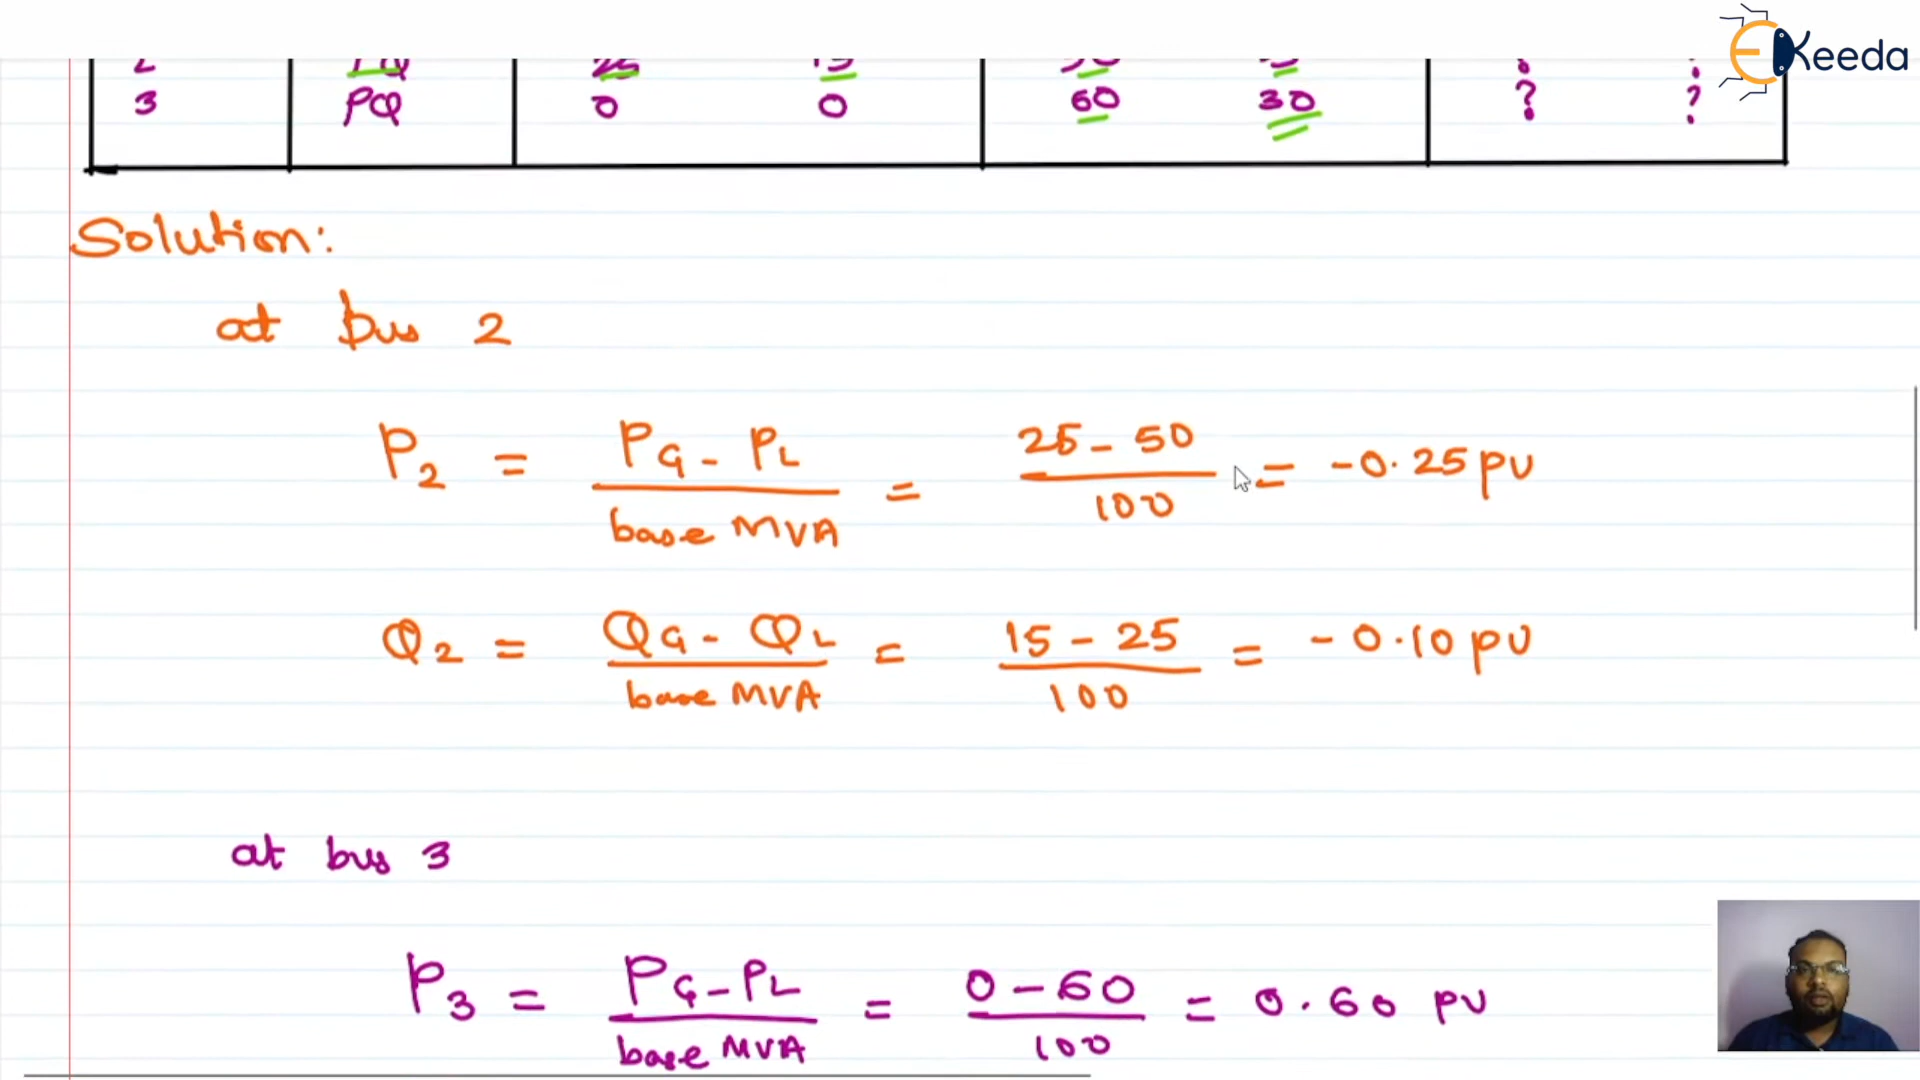 EKeeda
3 PQ 0 0 60 30 ? ?
Solution:
at bus 2
P2 = PG - PL / base MVA = 25 - 50 / 100 = -0.25 pu
Q2 = QG - QL / base MVA = 15 - 25 / 100 = -0.10 pu
at bus 3
P3 = PG - PL / base MVA = 0 - 60 / 100 = 0.60 pu